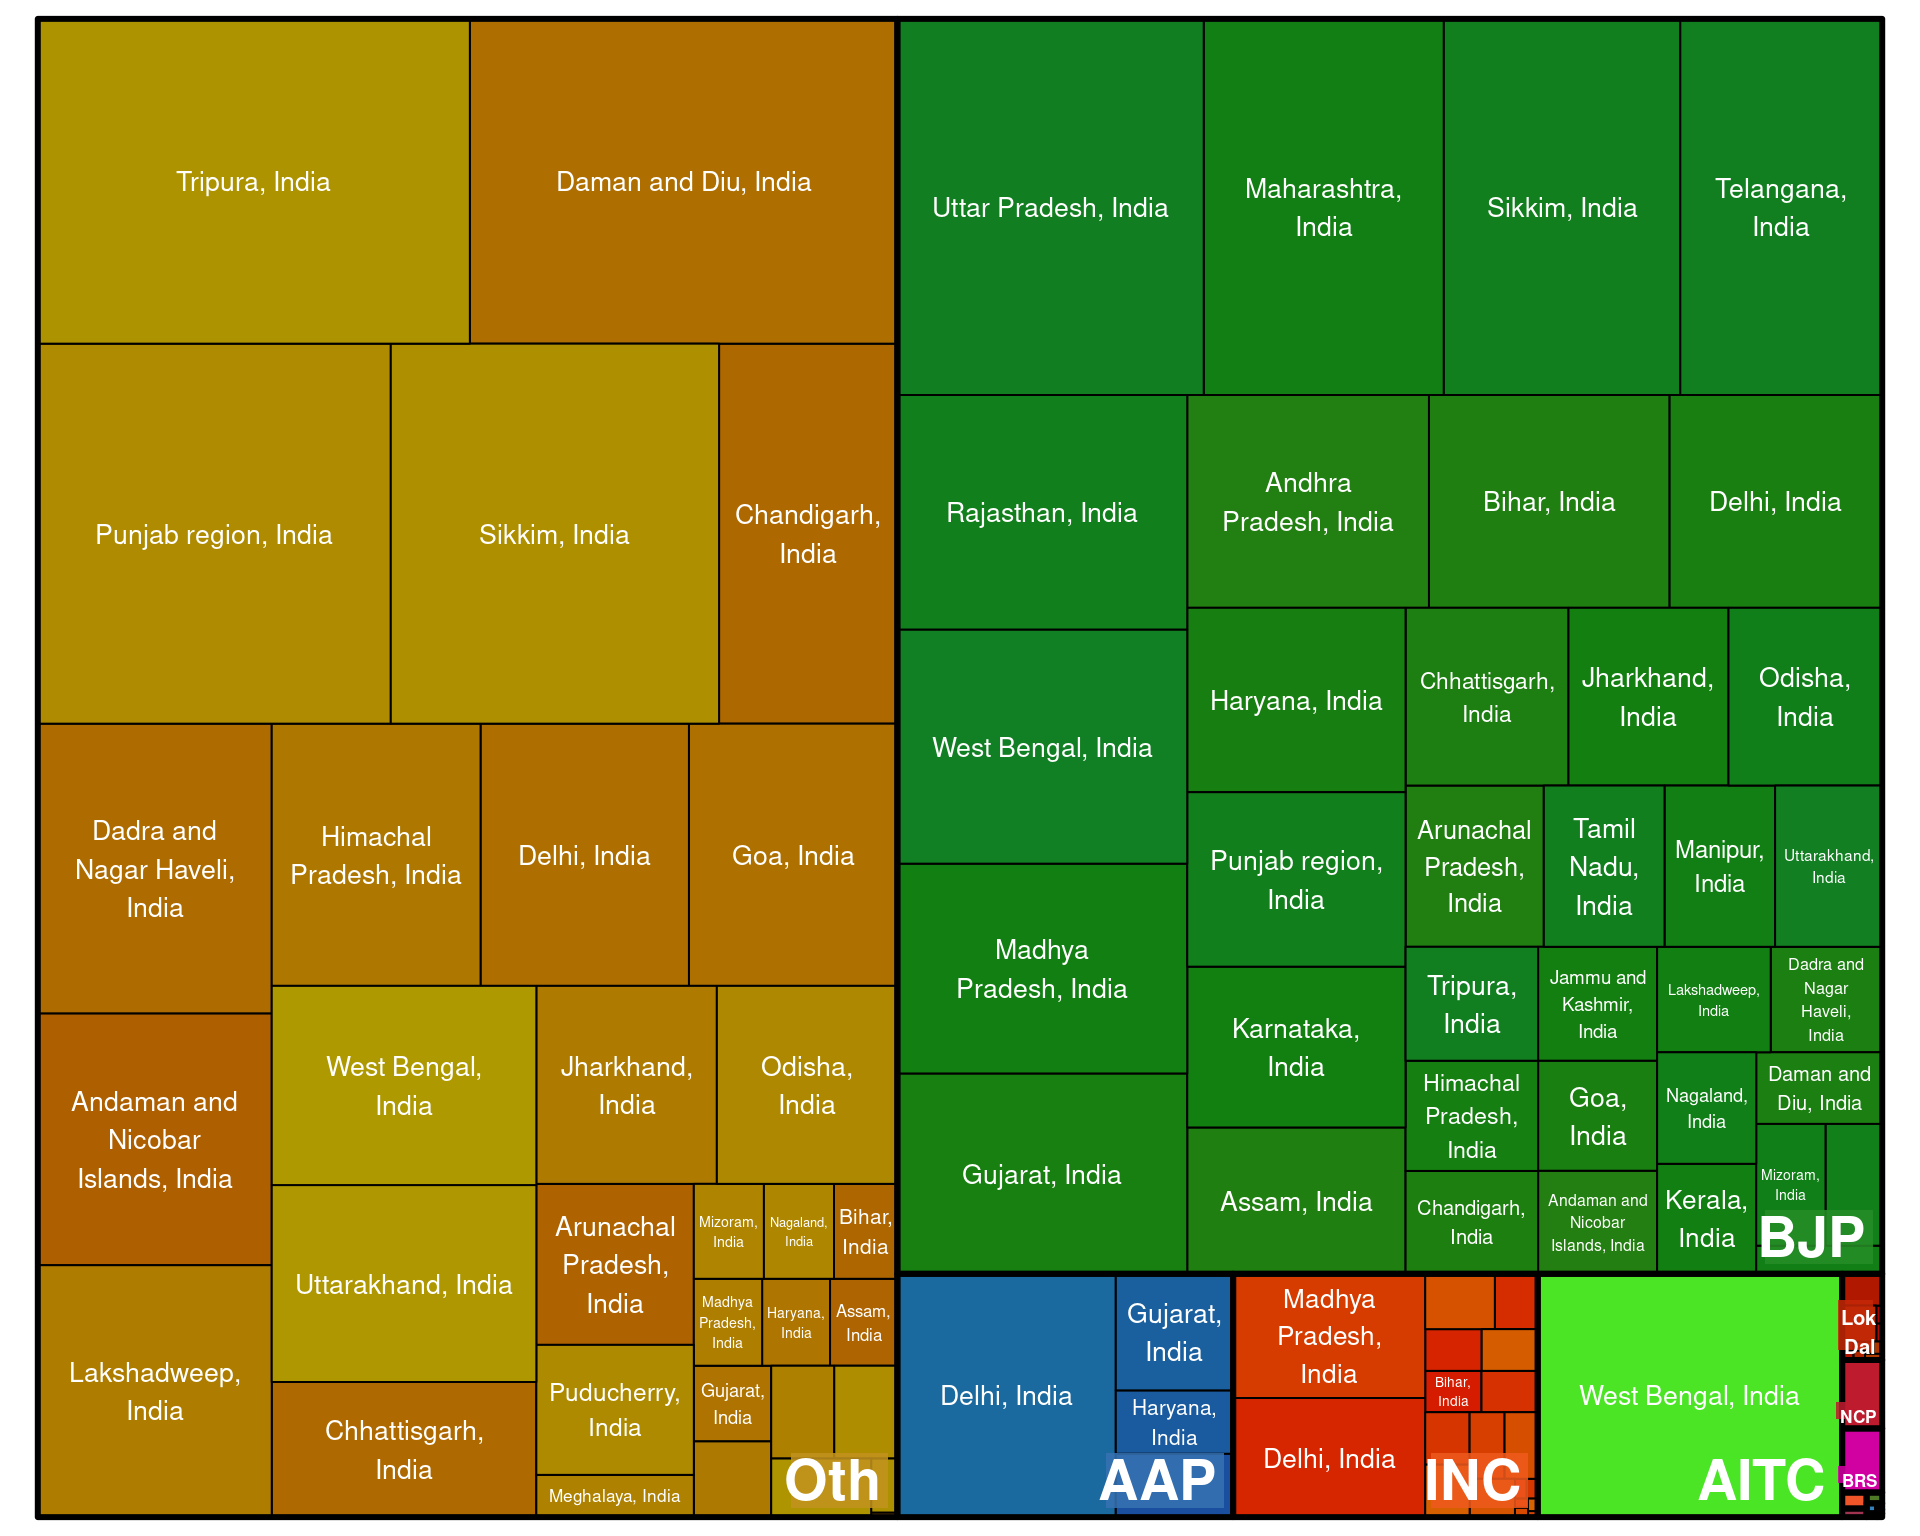 Tripura, India
Daman and Diu, India
Punjab region, India
Sikkim, India
Chandigarh,
India
Dadra and
Nagar Haveli,
India
Himachal
Pradesh, India
Delhi, India
Goa, India
Andaman and
Nicobar
Islands, India
West Bengal,
India
Jharkhand,
India
Odisha,
India
Lakshadweep,
India
Uttarakhand, India
Chhattisgarh,
India
Arunachal
Pradesh,
India
Mizoram,
India
Nagaland,
India
Bihar,
India
Madhya
Pradesh,
India
Haryana,
India
Assam,
India
Puducherry,
India
Gujarat,
India
Meghalaya, India
Oth
Uttar Pradesh, India
Maharashtra,
India
Sikkim, India
Telangana,
India
Rajasthan, India
Andhra
Pradesh, India
Bihar, India
Delhi, India
West Bengal, India
Haryana, India
Chhattisgarh,
India
Jharkhand,
India
Odisha,
India
Madhya
Pradesh, India
Punjab region,
India
Arunachal
Pradesh,
India
Tamil
Nadu,
India
Manipur,
India
Uttarakhand,
India
Karnataka,
India
Tripura,
India
Jammu and
Kashmir,
India
Lakshadweep,
India
Dadra and
Nagar
Haveli,
India
Gujarat, India
Assam, India
Himachal
Pradesh,
India
Goa,
India
Nagaland,
India
Daman and
Diu, India
Chandigarh,
India
Andaman and
Nicobar
Islands, India
Kerala,
India
Mizoram,
India
BJP
Delhi, India
Gujarat,
India
Haryana,
India
AAP
Madhya
Pradesh,
India
Delhi, India
Bihar,
India
INC
West Bengal, India
AITC
Lok
Dal
NCP
BRS